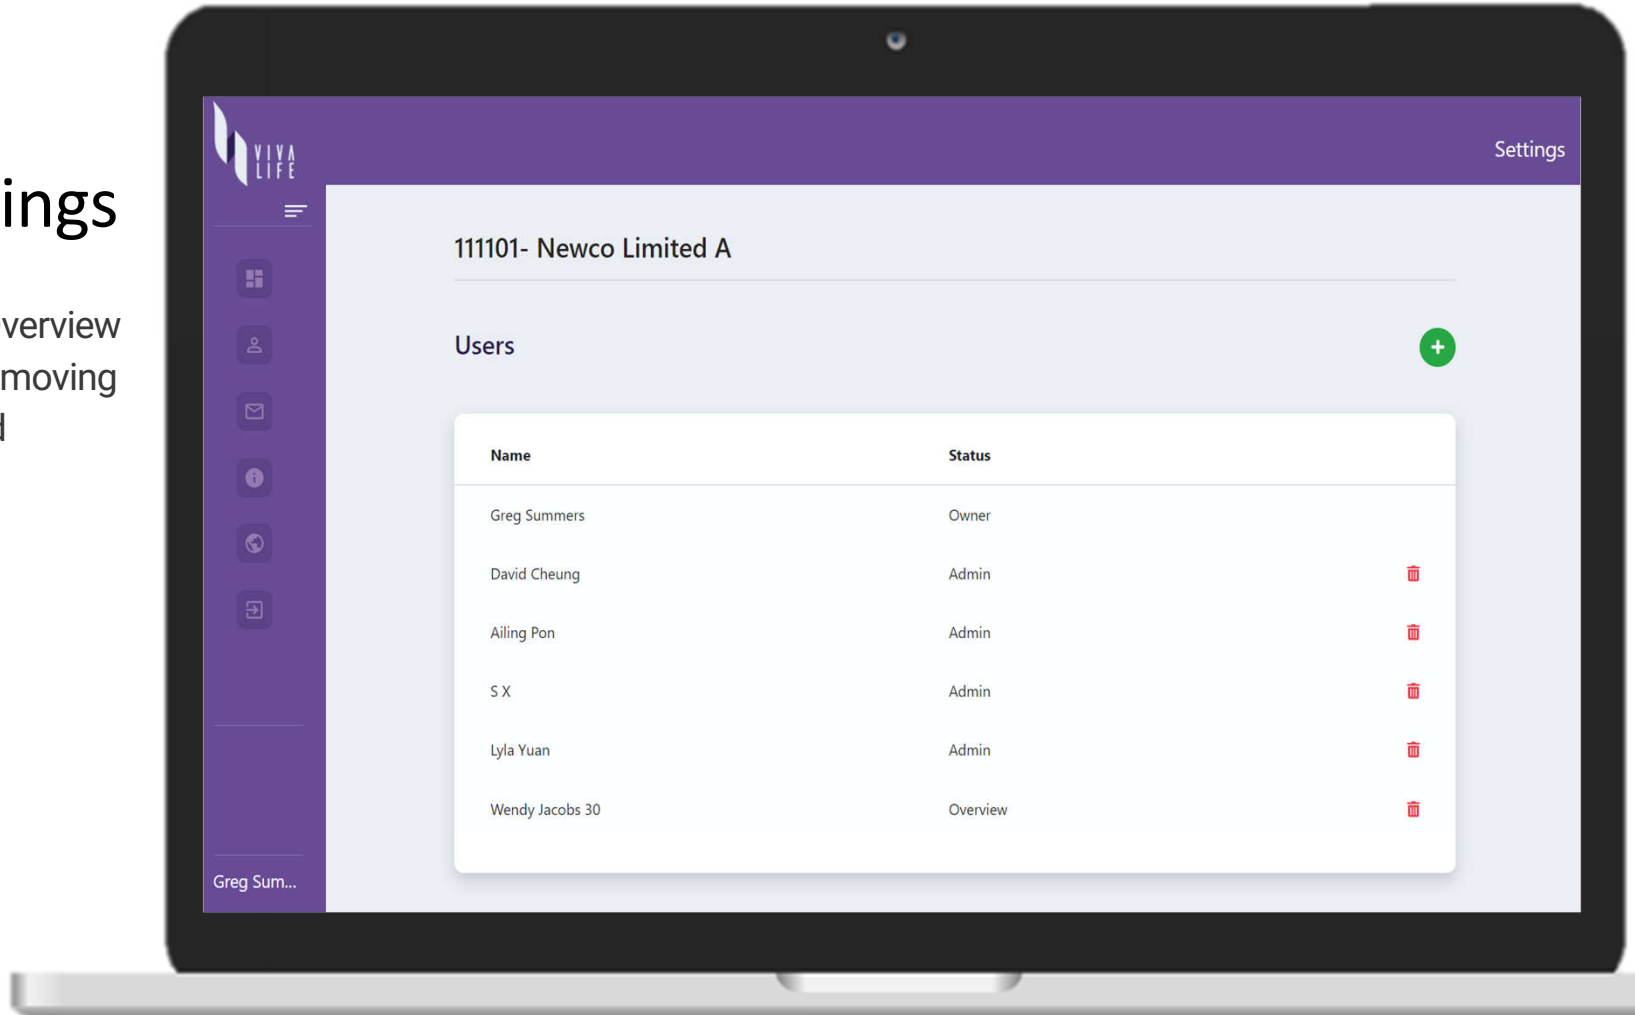 ings
verview
moving
d
VIVA
LIFE
Settings
111101- Newco Limited A
Users
Name Status
Greg Summers Owner
David Cheung Admin
Ailing Pon Admin
S X Admin
Lyla Yuan Admin
Wendy Jacobs 30 Overview
Greg Sum...